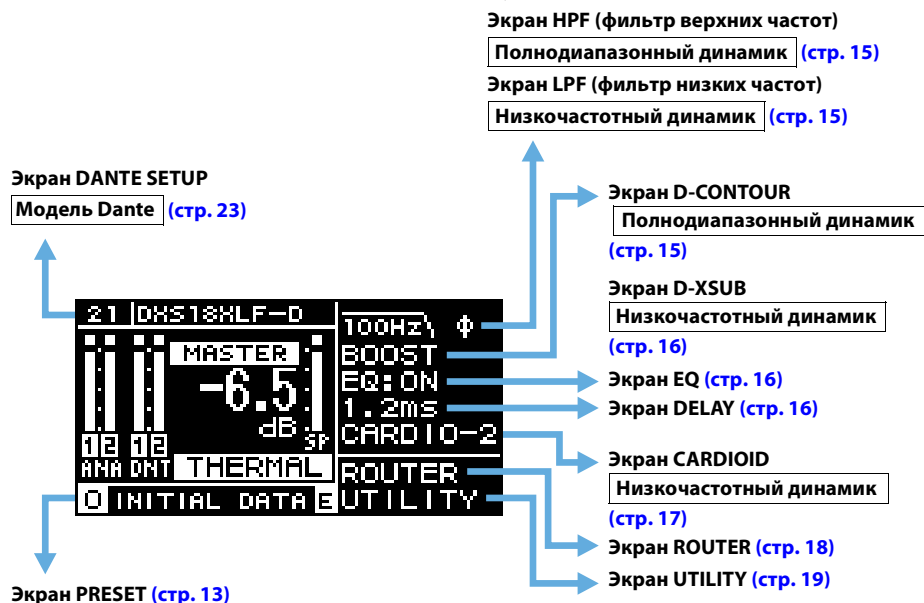 Экран HPF (фильтр верхних частот)
Полнодиапазонный динамик (стр. 15)
Экран LPF (фильтр низких частот)
Низкочастотный динамик (стр. 15)
Экран DANTE SETUP
Модель Dante (стр. 23)
Экран D-CONTOUR
Полнодиапазонный динамик
(стр. 15)
Экран D-XSUB
Низкочастотный динамик
(стр. 16)
Экран EQ (стр. 16)
Экран DELAY (стр. 16)
Экран CARDIOID
Низкочастотный динамик
(стр. 17)
Экран ROUTER (стр. 18)
Экран UTILITY (стр. 19)
21 DXS18XLF-D
100Hz φ
MASTER
BOOST
-6.5
EQ:ON
1.2ms
dB
SP
CARDIO-2
12 12
ANA DNT THERMAL
ROUTER
0 INITIAL DATA E
UTILITY
Экран PRESET (стр. 13)